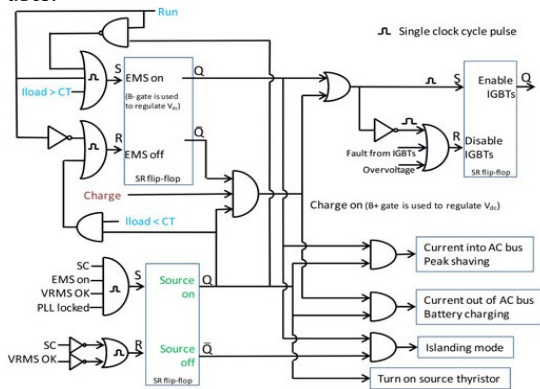 Run
Single clock cycle pulse
S
EMS on
Q
(B- gate is used
to regulate Vdc)
Iload > CT
S
Enable
IGBTs
Q
R
EMS off
Q̄
SR flip-flop
Fault from IGBTs
Overvoltage
R
Disable
IGBTs
SR flip-flop
Charge
Iload < CT
Charge on (B+ gate is used to regulate Vdc)
SC
EMS on
VRMS OK
PLL locked
S
Source
on
Q
Current into AC bus
Peak shaving
Current out of AC bus
Battery charging
SC
VRMS OK
R
Source
off
Q̄
SR flip-flop
Islanding mode
Turn on source thyristor